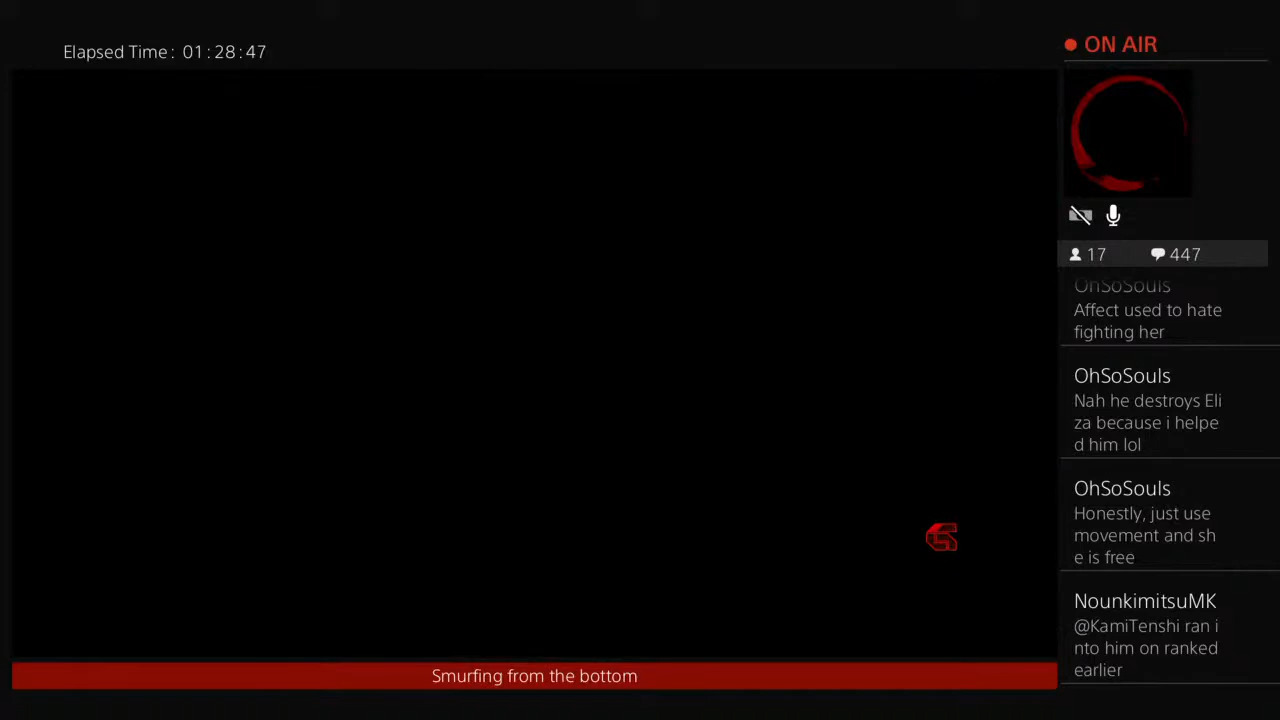 Elapsed Time: 01:28:47
ON AIR
17 447
OhSoSouls
Affect used to hate
fighting her
OhSoSouls
Nah he destroys Eli
za because i helpe
d him lol
OhSoSouls
Honestly, just use
movement and sh
e is free
NounkimitsuMK
@KamiTenshi ran i
nto him on ranked
earlier
Smurfing from the bottom